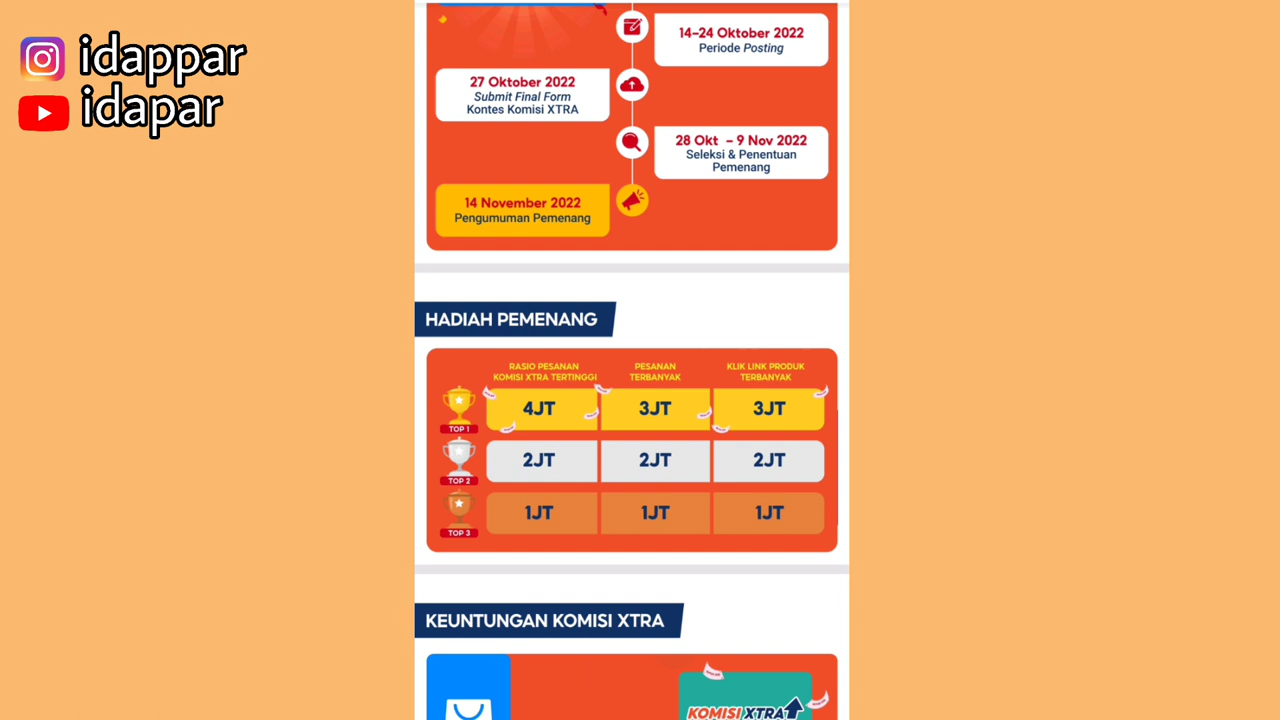 idappar
idapar
14-24 Oktober 2022
Periode Posting
27 Oktober 2022
Submit Final Form
Kontes Komisi XTRA
28 Okt - 9 Nov 2022
Seleksi & Penentuan
Pemenang
14 November 2022
Pengumuman Pemenang
HADIAH PEMENANG
RASIO PESANAN
KOMISI XTRA TERTINGGI
PESANAN
TERBANYAK
KLIK LINK PRODUK
TERBANYAK
TOP 1
4JT
3JT
3JT
TOP 2
2JT
2JT
2JT
TOP 3
1JT
1JT
1JT
KEUNTUNGAN KOMISI XTRA
KOMISI XTRA